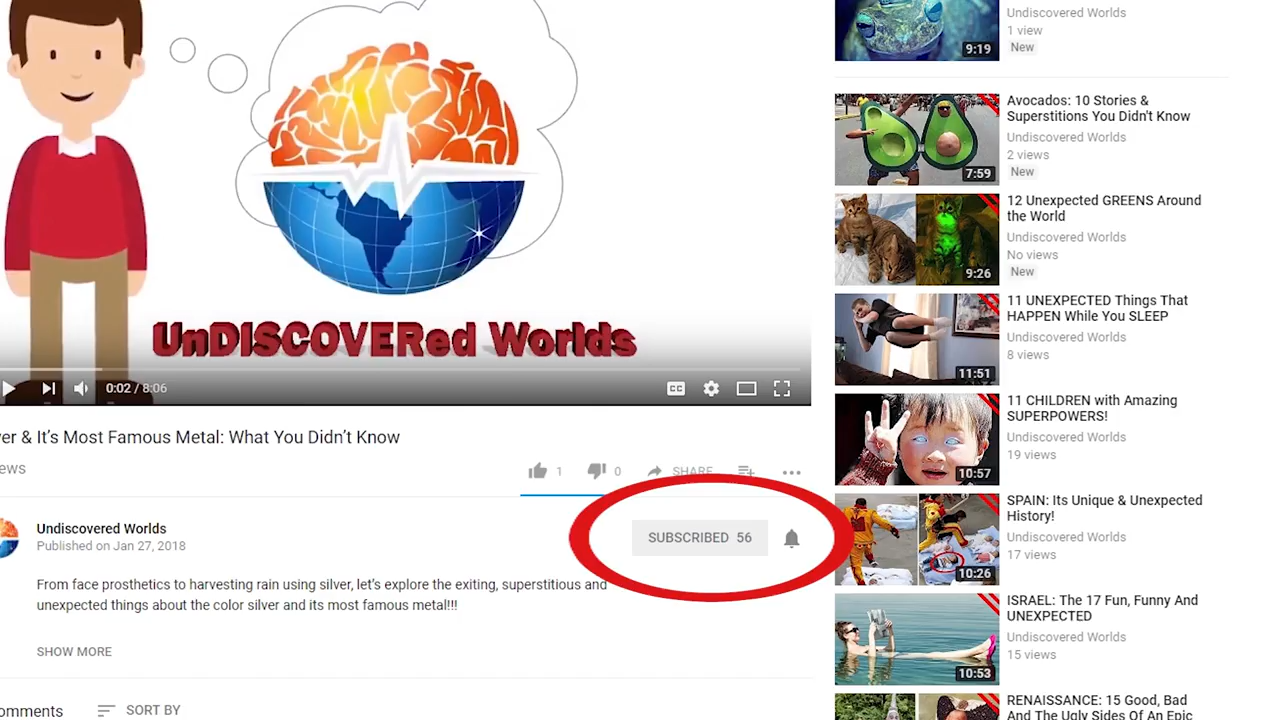 UnDISCOVERed Worlds
0:02 / 8:06
CC
er & It’s Most Famous Metal: What You Didn’t Know
ews
1
0
SHARE
Undiscovered Worlds
Published on Jan 27, 2018
SUBSCRIBED 56
From face prosthetics to harvesting rainusing silver, let’s explore the exiting, superstitious and
unexpected things about the color silver and its most famous metal!!!
SHOW MORE
omments
SORT BY
Undiscovered Worlds
1 view
New
9:19
Avocados: 10 Stories &
Superstitions You Didn't Know
Undiscovered Worlds
2 views
New
7:59
12 Unexpected GREENS Around
the World
Undiscovered Worlds
No views
New
9:26
11 UNEXPECTED Things That
HAPPEN While You SLEEP
Undiscovered Worlds
8 views
11:51
11 CHILDREN with Amazing
SUPERPOWERS!
Undiscovered Worlds
19 views
10:57
SPAIN: Its Unique & Unexpected
History!
Undiscovered Worlds
17 views
10:26
ISRAEL: The 17 Fun, Funny And
UNEXPECTED
Undiscovered Worlds
15 views
10:53
RENAISSANCE: 15 Good, Bad
And The Ugly Sides Of An Epic